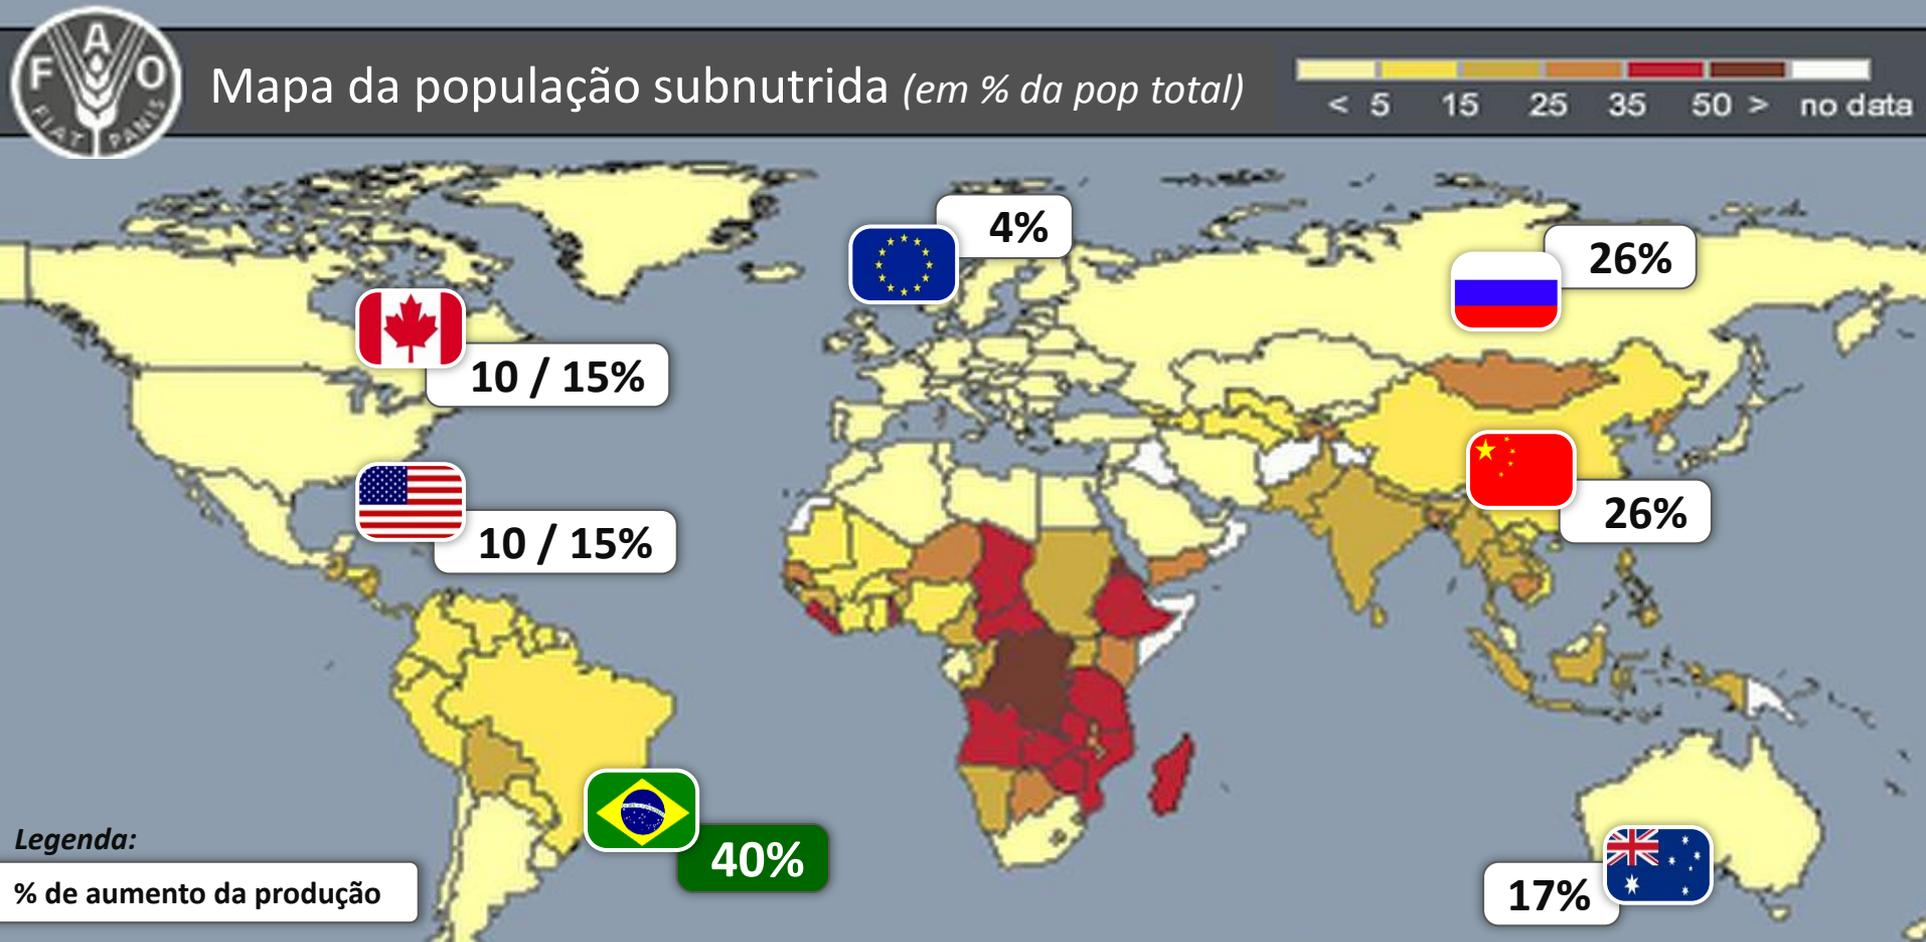 F A O
FIAT PANIS
Mapa da população subnutrida (em % da pop total)
< 5 15 25 35 50 > no data
4%
26%
10 / 15%
10 / 15%
26%
40%
17%
Legenda:
% de aumento da produção